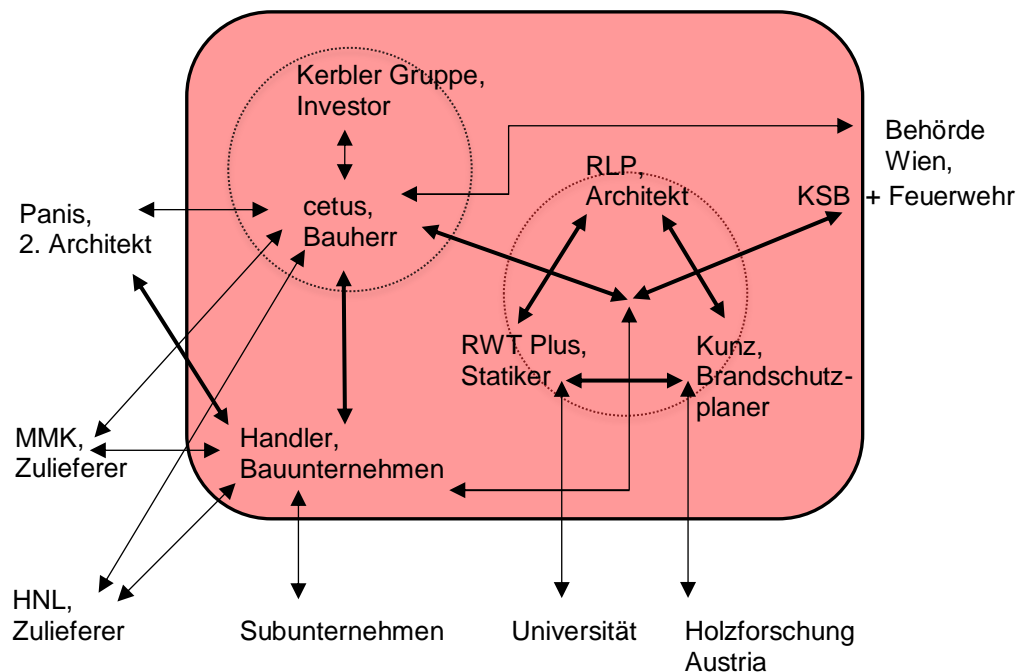 Kerbler Gruppe,
Investor
Behörde
Wien,
KSB + Feuerwehr
RLP,
Architekt
cetus,
Bauherr
Panis,
2. Architekt
RWT Plus,
Statiker
Kunz,
Brandschutz-
planer
MMK,
Zulieferer
Handler,
Bauunternehmen
HNL,
Zulieferer
Subunternehmen
Universität
Holzforschung
Austria